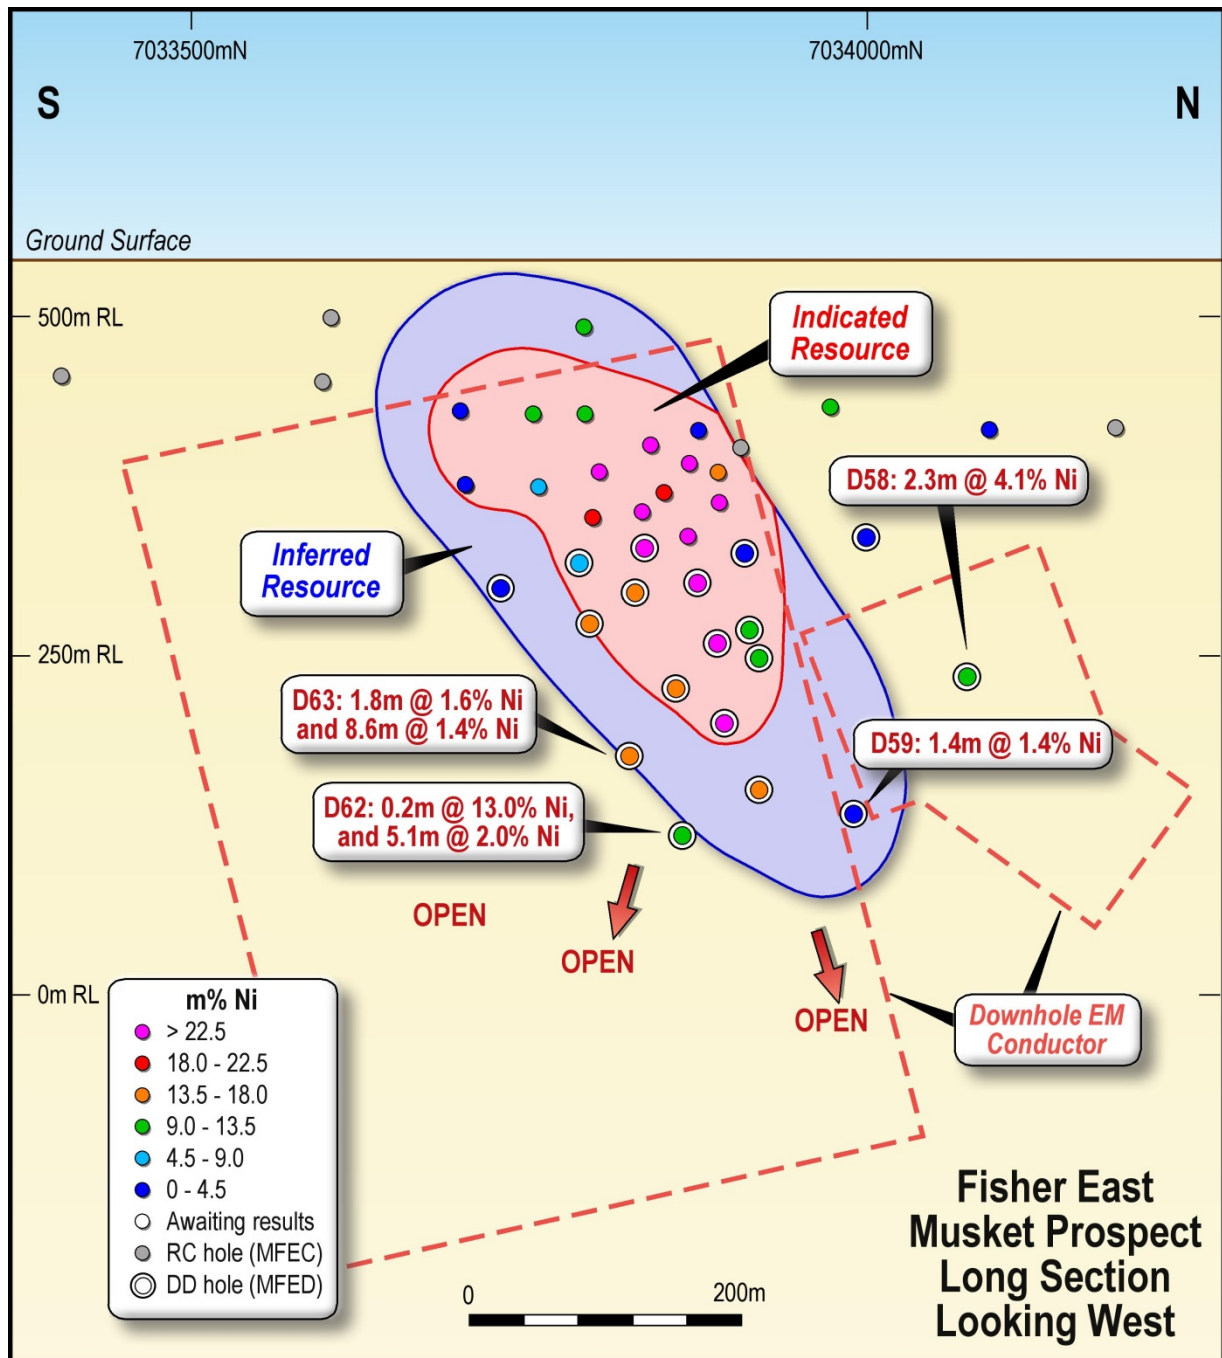 7033500mN
7034000mN
S
N
Ground Surface
500m RL
Indicated
Resource
D58: 2.3m @ 4.1% Ni
Inferred
Resource
250m RL
D63: 1.8m @ 1.6% Ni
and 8.6m @ 1.4% Ni
D59: 1.4m @ 1.4% Ni
D62: 0.2m @ 13.0% Ni,
and 5.1m @ 2.0% Ni
OPEN
OPEN
OPEN
0m RL
Downhole EM
Conductor
m% Ni
> 22.5
18.0 - 22.5
13.5 - 18.0
9.0 - 13.5
4.5 - 9.0
0 - 4.5
Awaiting results
RC hole (MFEC)
DD hole (MFED)
0
200m
Fisher East
Musket Prospect
Long Section
Looking West